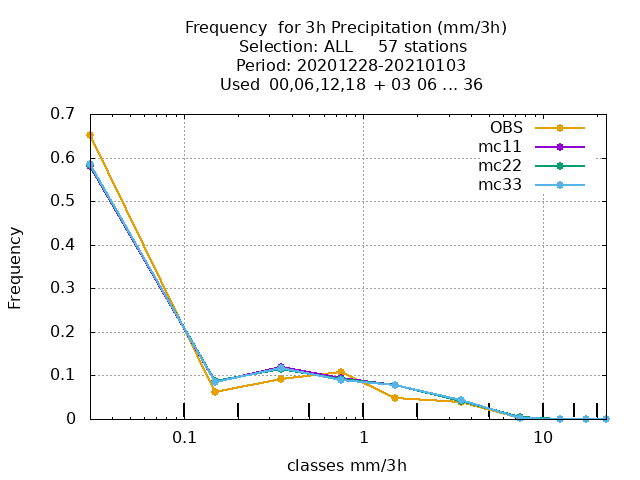 Frequency  for 3h Precipitation (mm/3h)
Selection: ALL     57 stations
Period: 20201228-20210103
Used 00,06,12,18 + 03 06 ... 36
OBS
mc11
mc22
mc33
0.7
0.6
0.5
0.4
0.3
0.2
0.1
0
Frequency
0.1 1 10
classes mm/3h